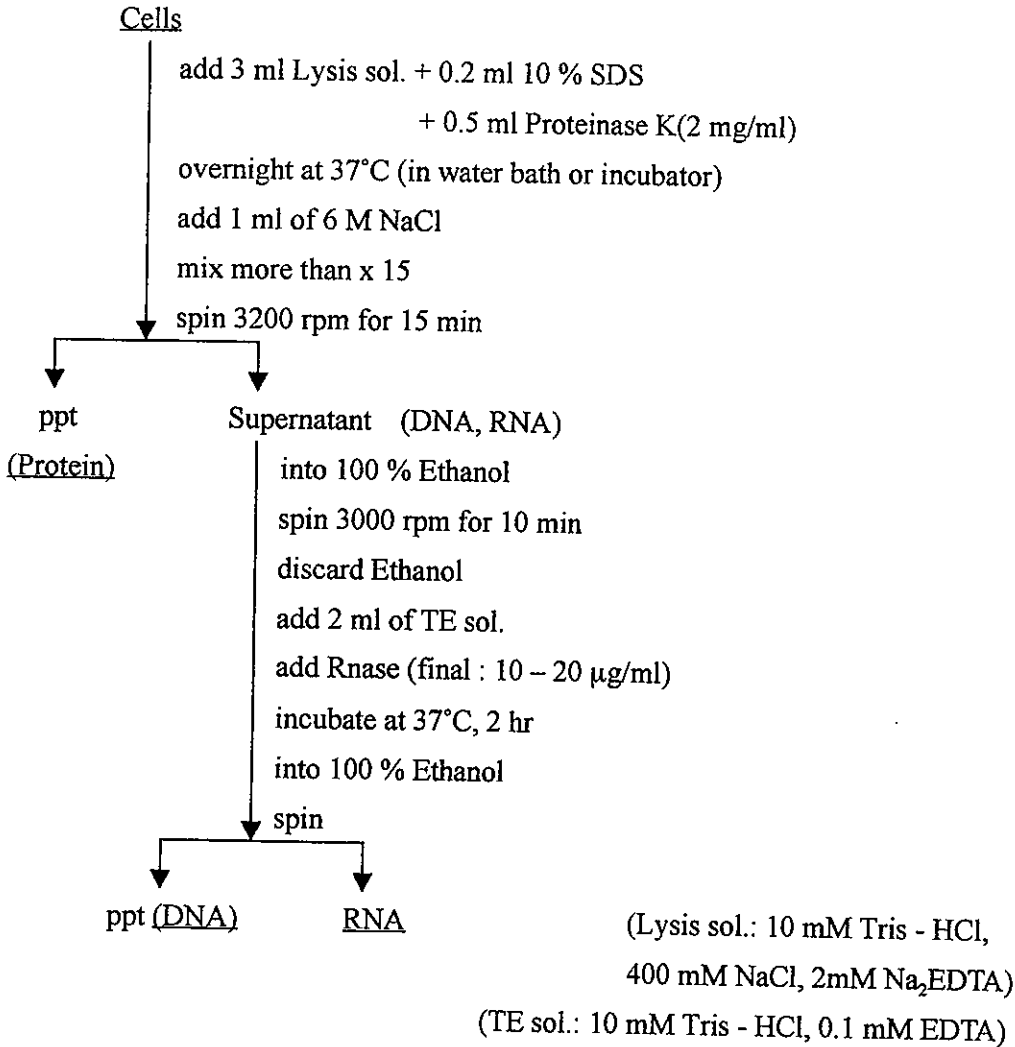 Cells
add 3 ml Lysis sol. + 0.2 ml 10 % SDS
+ 0.5 ml Proteinase K(2 mg/ml)
overnight at 37°C (in water bath or incubator)
add 1 ml of 6 M NaCl
mix more than x 15
spin 3200 rpm for 15 min
ppt Supernatant (DNA, RNA)
(Protein)
into 100 % Ethanol
spin 3000 rpm for 10 min
discard Ethanol
add 2 ml of TE sol.
add Rnase (final : 10 – 20 μg/ml)
incubate at 37°C, 2 hr
into 100 % Ethanol
spin
ppt (DNA) RNA
(Lysis sol.: 10 mM Tris - HCl,
400 mM NaCl, 2mM Na₂EDTA)
(TE sol.: 10 mM Tris - HCl, 0.1 mM EDTA)